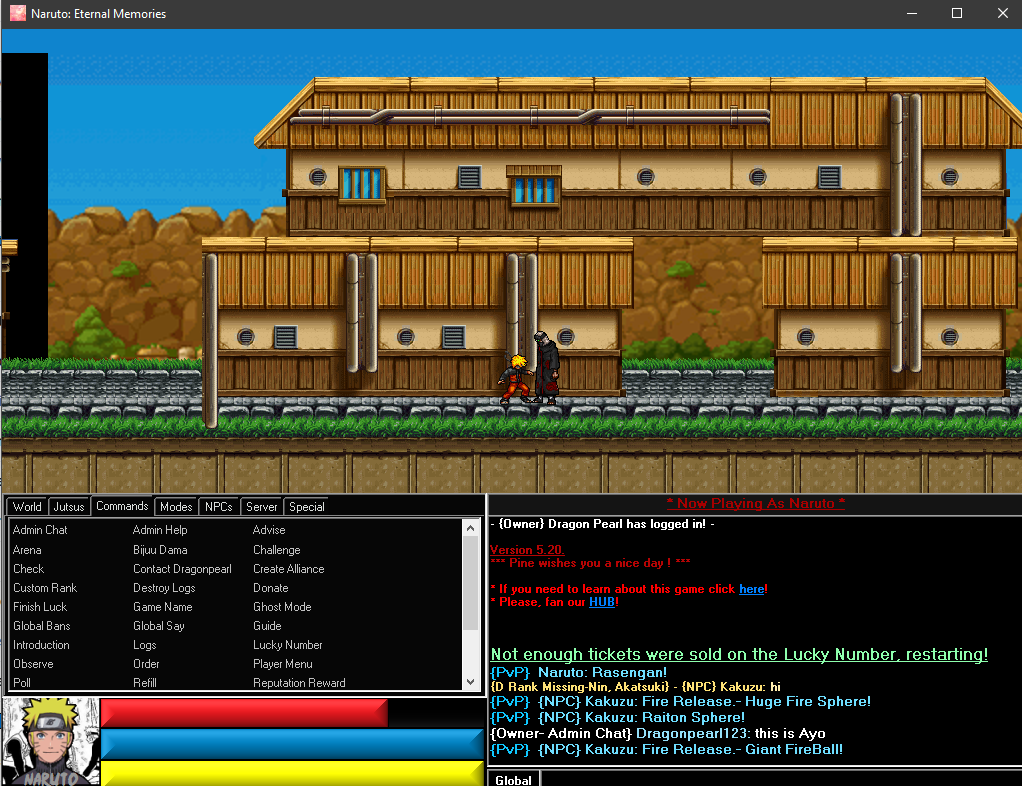 Naruto: Eternal Memories
World Jutsus Commands Modes NPCs Server Special
Admin Chat Admin Help Advise
Arena Bijuu Dama Challenge
Check Contact Dragonpearl Create Alliance
Custom Rank Destroy Logs Donate
Finish Luck Game Name Ghost Mode
Global Bans Global Say Guide
Introduction Logs Lucky Number
Observe Order Player Menu
Poll Refill Reputation Reward
NARUTO
* Now Playing As Naruto *
- {Owner} Dragon Pearl has logged in! -
Version 5.20.
*** Pine wishes you a nice day ! ***
* If you need to learn about this game click here!
* Please, fan our HUB!
Not enough tickets were sold on the Lucky Number, restarting!
{PvP} Naruto: Rasengan!
{D Rank Missing-Nin, Akatsuki} - {NPC} Kakuzu: hi
{PvP} {NPC} Kakuzu: Fire Release.- Huge Fire Sphere!
{PvP} {NPC} Kakuzu: Raiton Sphere!
{Owner- Admin Chat} Dragonpearl123: this is Ayo
{PvP} {NPC} Kakuzu: Fire Release.- Giant FireBall!
Global